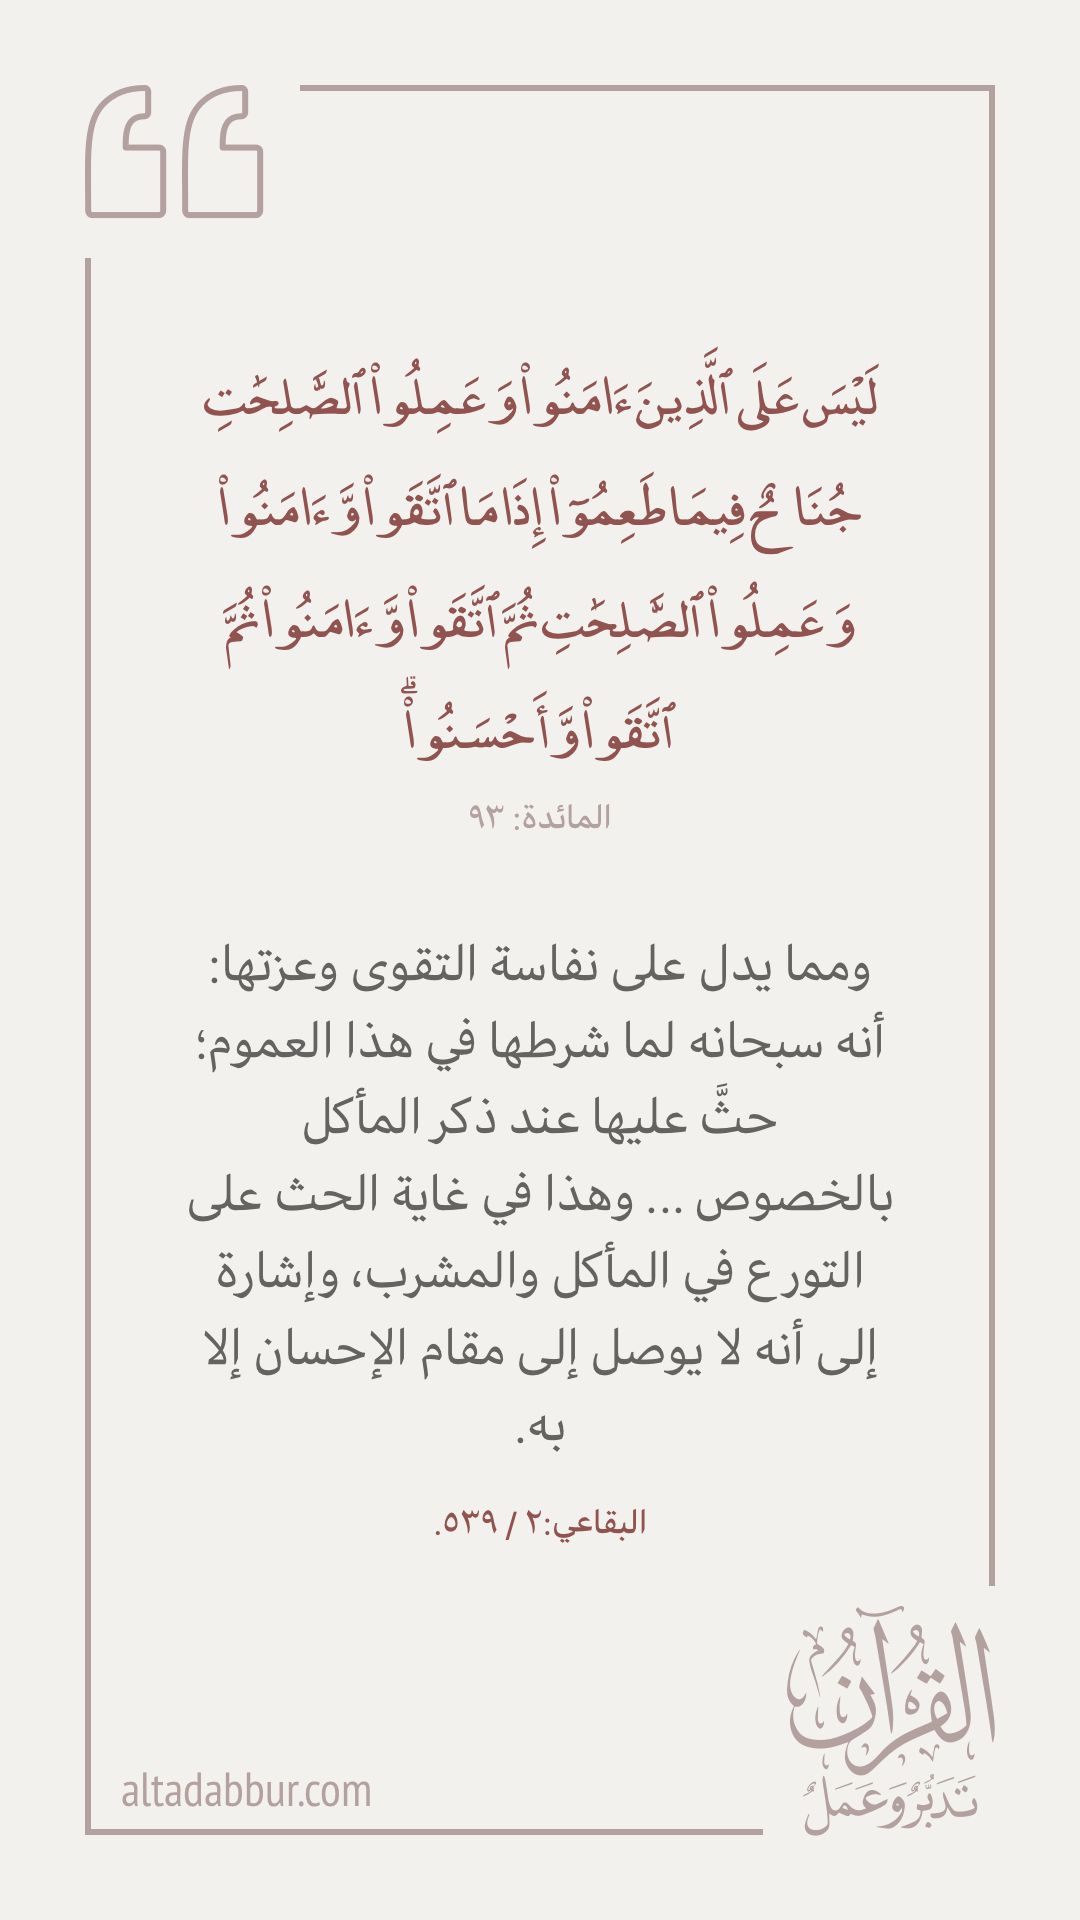 لَيْسَ عَلَى ٱلَّذِينَ ءَامَنُوا۟ وَعَمِلُوا۟ ٱلصَّٰلِحَٰتِ
جُنَاحٌ فِيمَا طَعِمُوٓا۟ إِذَا مَا ٱتَّقَوا۟ وَّءَامَنُوا۟
وَعَمِلُوا۟ ٱلصَّٰلِحَٰتِ ثُمَّ ٱتَّقَوا۟ وَّءَامَنُوا۟ ثُمَّ
ٱتَّقَوا۟ وَّأَحْسَنُوا۟ ۗ
المائدة: ٩٣
ومما يدل على نفاسة التقوى وعزتها:
أنه سبحانه لما شرطها في هذا العموم؛
حثَّ عليها عند ذكر المأكل
بالخصوص ... وهذا في غاية الحث على
التورع في المأكل والمشرب، وإشارة
إلى أنه لا يوصل إلى مقام الإحسان إلا
به.
البقاعي:٢ / ٥٣٩.
القُرآنُ
تَدَبُّرٌ وَعَمَلٌ
altadabbur.com